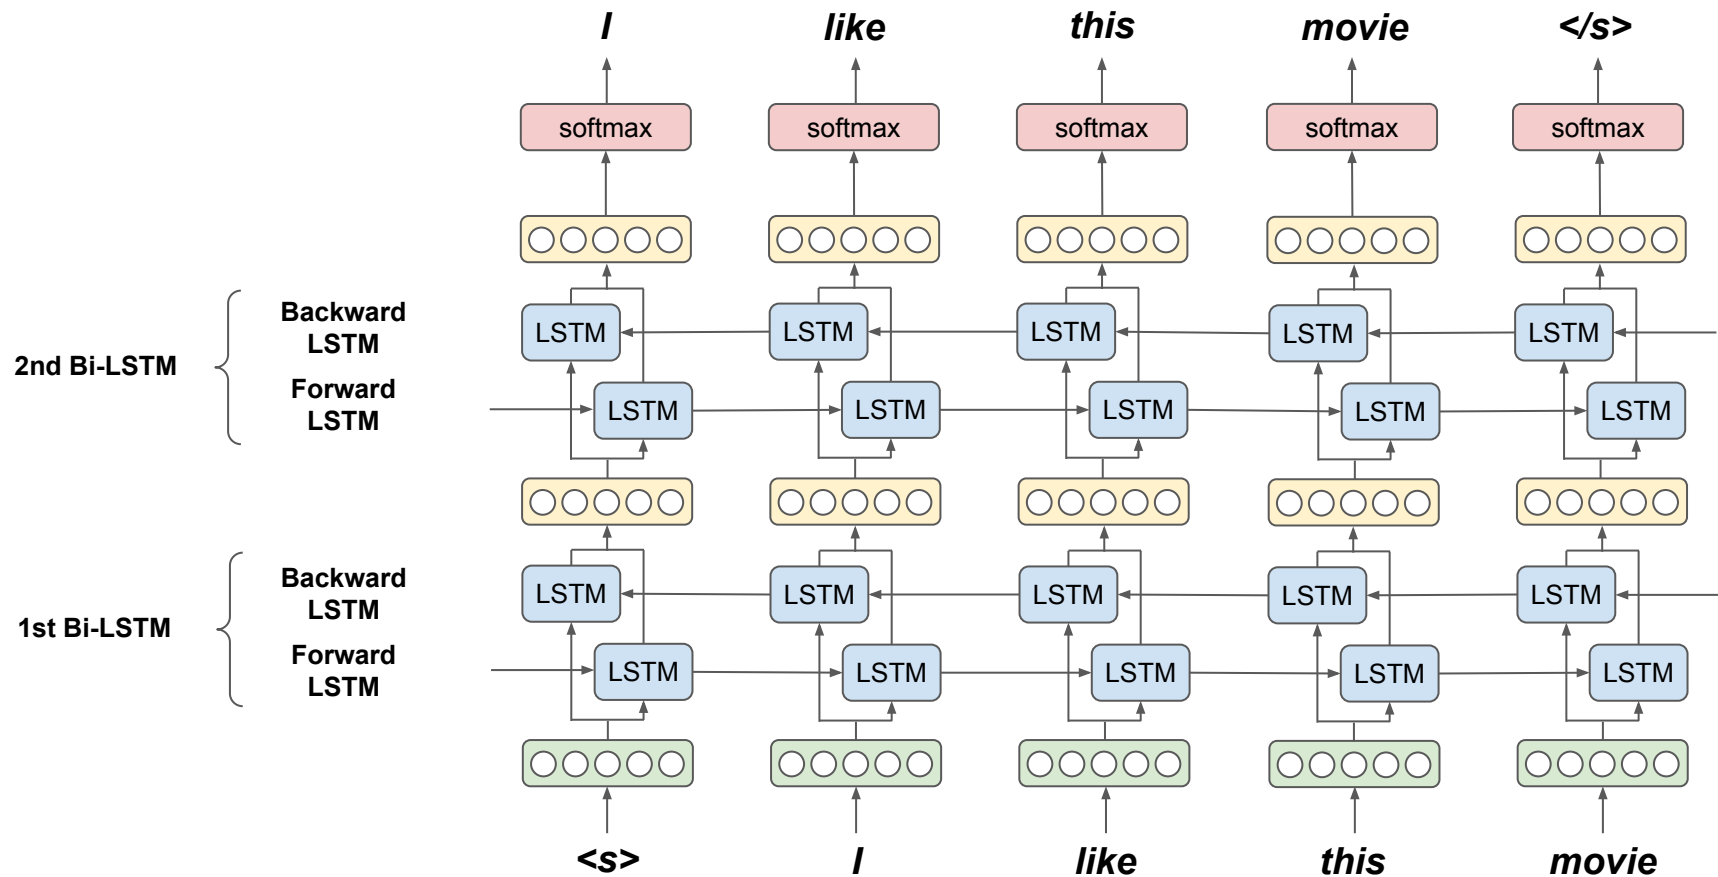 I like this movie </s>
softmax softmax softmax softmax softmax
Backward
LSTM
LSTM LSTM LSTM LSTM LSTM
2nd Bi-LSTM
Forward
LSTM
LSTM LSTM LSTM LSTM LSTM
Backward
LSTM
LSTM LSTM LSTM LSTM LSTM
1st Bi-LSTM
Forward
LSTM
LSTM LSTM LSTM LSTM LSTM
<s> I like this movie